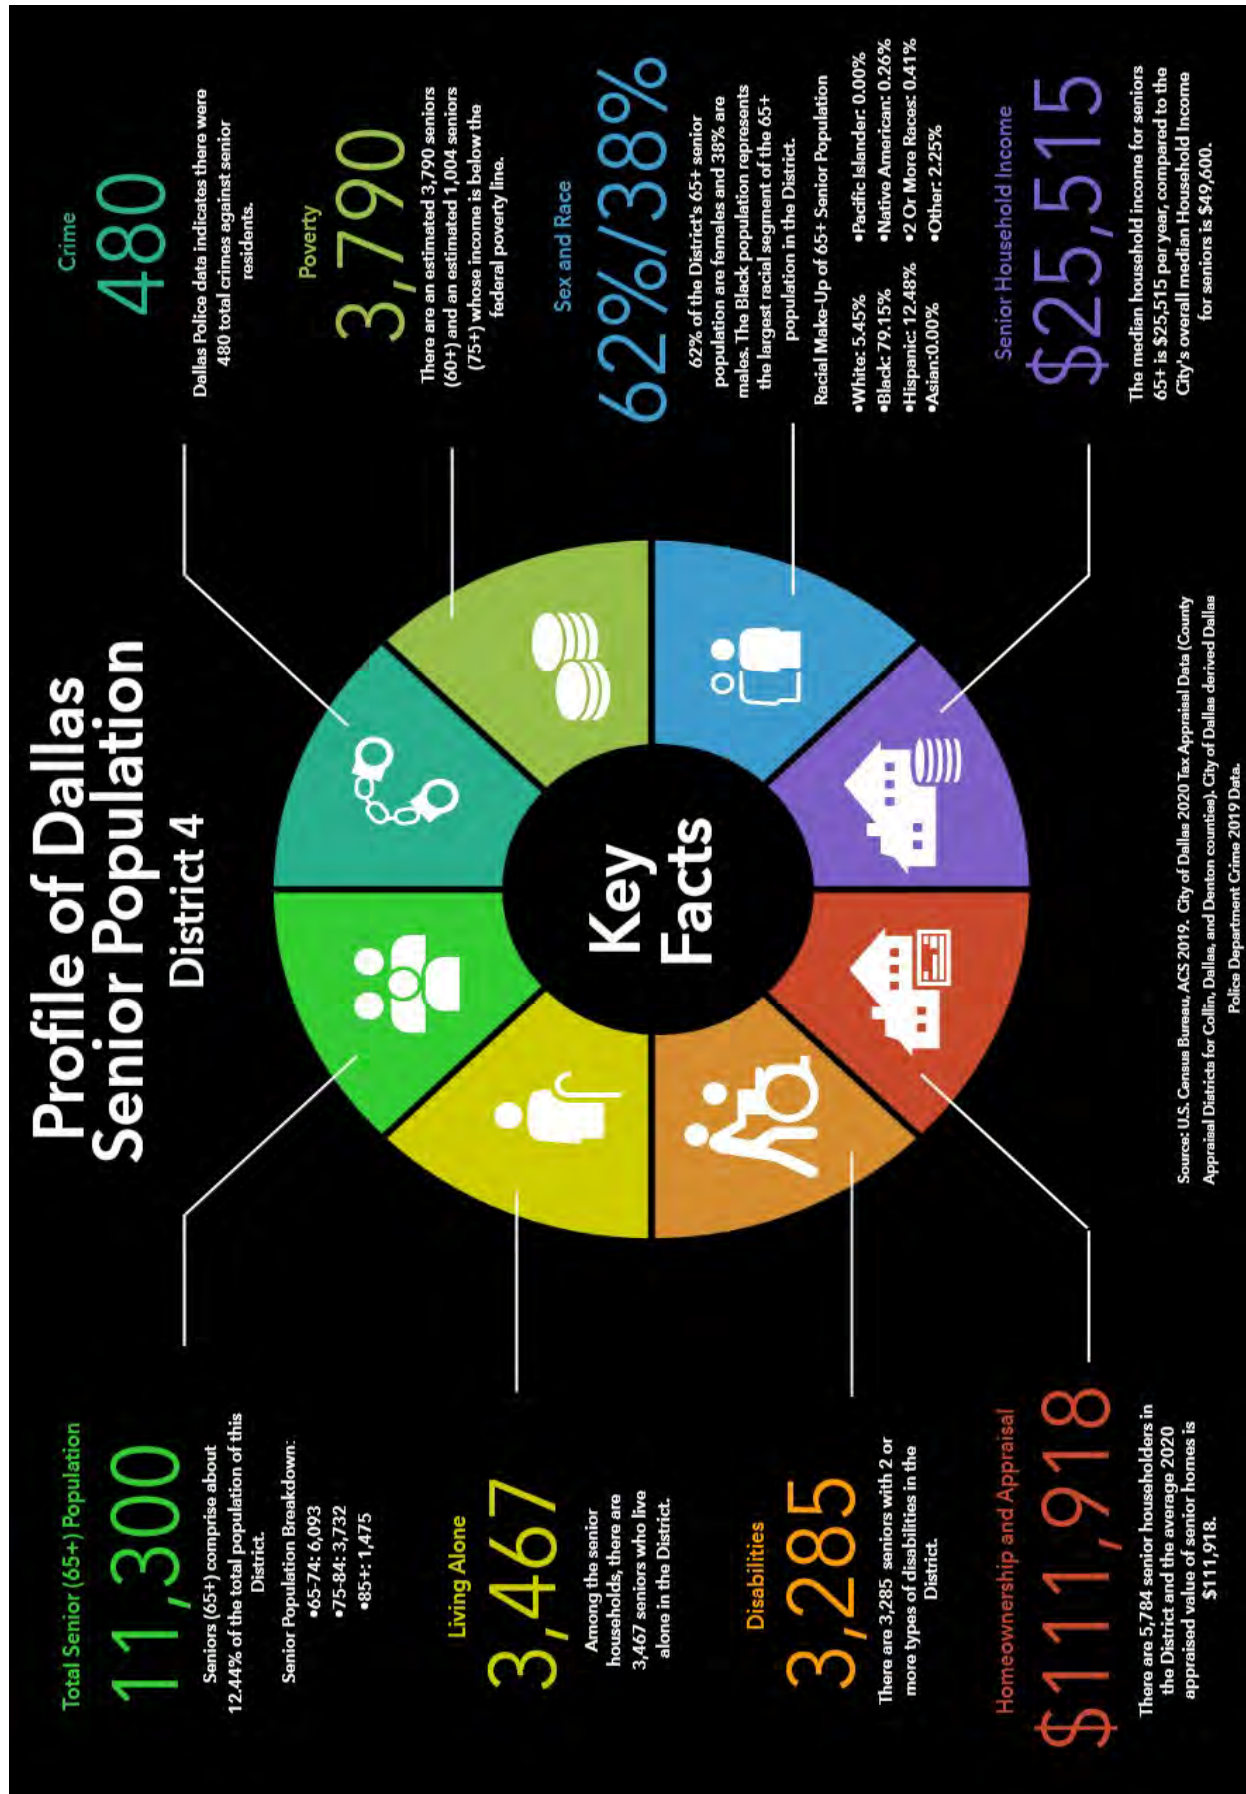 Profile of Dallas
Senior Population
District 4
Total Senior (65+) Population
11,300
Seniors (65+) comprise about
12.44% of the total population of this
District.
Senior Population Breakdown:
•65-74: 6,093
•75-84: 3,732
•85+: 1,475
Living Alone
3,467
Among the senior
households, there are
3,467 seniors who live
alone in the District.
Disabilities
3,285
There are 3,285 seniors with 2 or
more types of disabilities in the
District.
Homeownership and Appraisal
$111,918
There are 5,784 senior householders in
the District and the average 2020
appraised value of senior homes is
$111,918.
Key
Facts
Crime
480
Dallas Police data indicates there were
480 total crimes against senior
residents.
Poverty
3,790
There are an estimated 3,790 seniors
(60+) and an estimated 1,004 seniors
(75+) whose income is below the
federal poverty line.
Sex and Race
62%/38%
62% of the District's 65+ senior
population are females and 38% are
males. The Black population represents
the largest racial segment of the 65+
population in the District.
Racial Make-Up of 65+ Senior Population
•White: 5.45%
•Black: 79.15%
•Hispanic: 12.48%
•Asian:0.00%
•Pacific Islander: 0.00%
•Native American: 0.26%
•2 Or More Races: 0.41%
•Other: 2.25%
Senior Household Income
$25,515
The median household income for seniors
65+ is $25,515 per year, compared to the
City's overall median Household Income
for seniors is $49,600.
Source: U.S. Census Bureau, ACS 2019. City of Dallas 2020 Tax Appraisal Data (County
Appraisal Districts for Collin, Dallas, and Denton counties). City of Dallas derived Dallas
Police Department Crime 2019 Data.